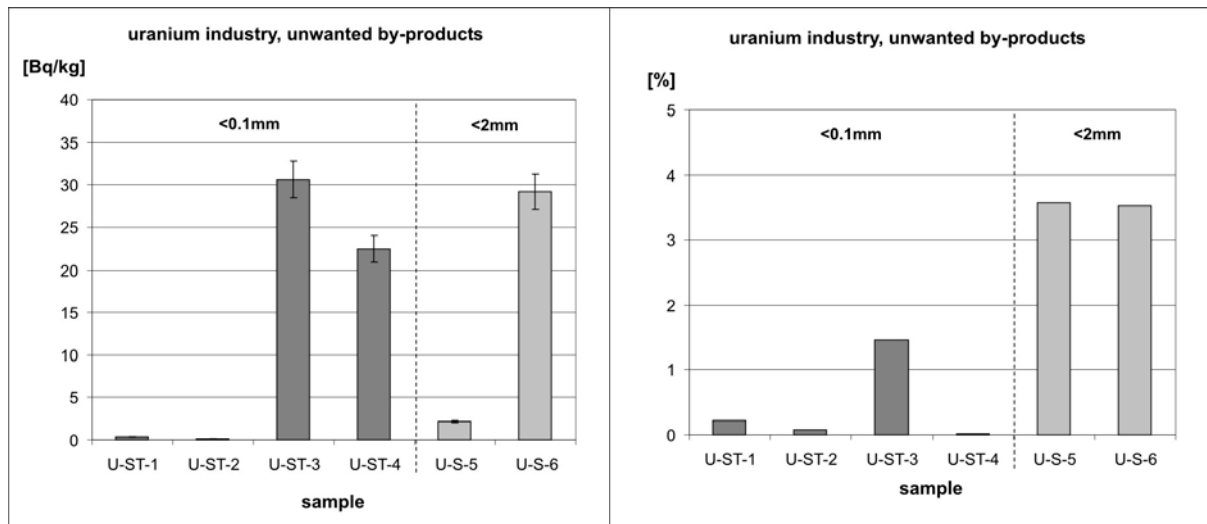 uranium industry, unwanted by-products
[Bq/kg]
40
35
30
25
20
15
10
5
0
<0.1mm
<2mm
U-ST-1 U-ST-2 U-ST-3 U-ST-4 U-S-5 U-S-6
sample
uranium industry, unwanted by-products
[%]
5
4
3
2
1
0
<0.1mm
<2mm
U-ST-1 U-ST-2 U-ST-3 U-ST-4 U-S-5 U-S-6
sample